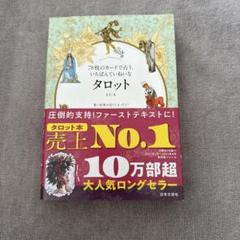 78枚のカードで占う、
いちばんていねいな
タロット
圧倒的支持!ファーストテキストに!
タロット本
売上No.1
10万部超
大人気ロングセラー
日本文芸社